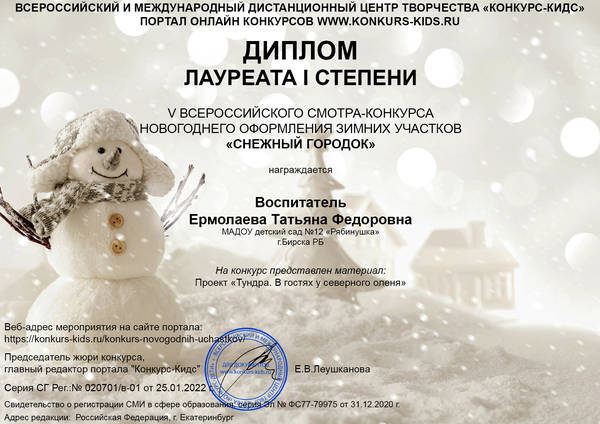 ВСЕРОССИЙСКИЙ И МЕЖДУНАРОДНЫЙ ДИСТАНЦИОННЫЙ ЦЕНТР ТВОРЧЕСТВА «КОНКУРС-КИДС»
ПОРТАЛ ОНЛАЙН КОНКУРСОВ WWW.KONKURS-KIDS.RU
ДИПЛОМ
ЛАУРЕАТА I СТЕПЕНИ
V ВСЕРОССИЙСКОГО СМОТРА-КОНКУРСА
НОВОГОДНЕГО ОФОРМЛЕНИЯ ЗИМНИХ УЧАСТКОВ
«СНЕЖНЫЙ ГОРОДОК»
награждается
Воспитатель
Ермолаева Татьяна Федоровна
МАДОУ детский сад №12 «Рябинушка»
г.Бирска РБ
На конкурс представлен материал:
Проект «Тундра. В гостях у северного оленя»
Веб-адрес мероприятия на сайте портала:
https://konkurs-kids.ru/konkurs-novogodnih-uchastkov/
Председатель жюри конкурса,
главный редактор портала "Конкурс-Кидс" Е.В.Леушканова
Серия СГ Рег.:№ 020701/в-01 от 25.01.2022 г.
Свидетельство о регистрации СМИ в сфере образования: серия Эл № ФС77-79975 от 31.12.2020 г.
Адрес редакции: Российская Федерация, г. Екатеринбург